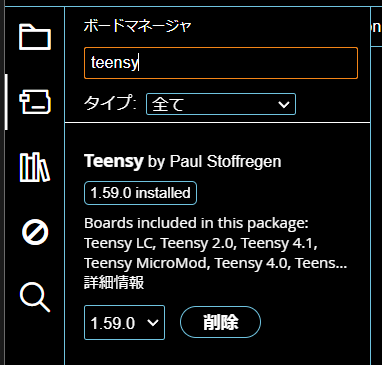 ボードマネージャ
on
teensy
タイプ: 全て
Teensy by Paul Stoffregen
1.59.0 installed
Boards included in this package:
Teensy LC, Teensy 2.0, Teensy 4.1,
Teensy MicroMod, Teensy 4.0, Teens...
詳細情報
1.59.0 削除